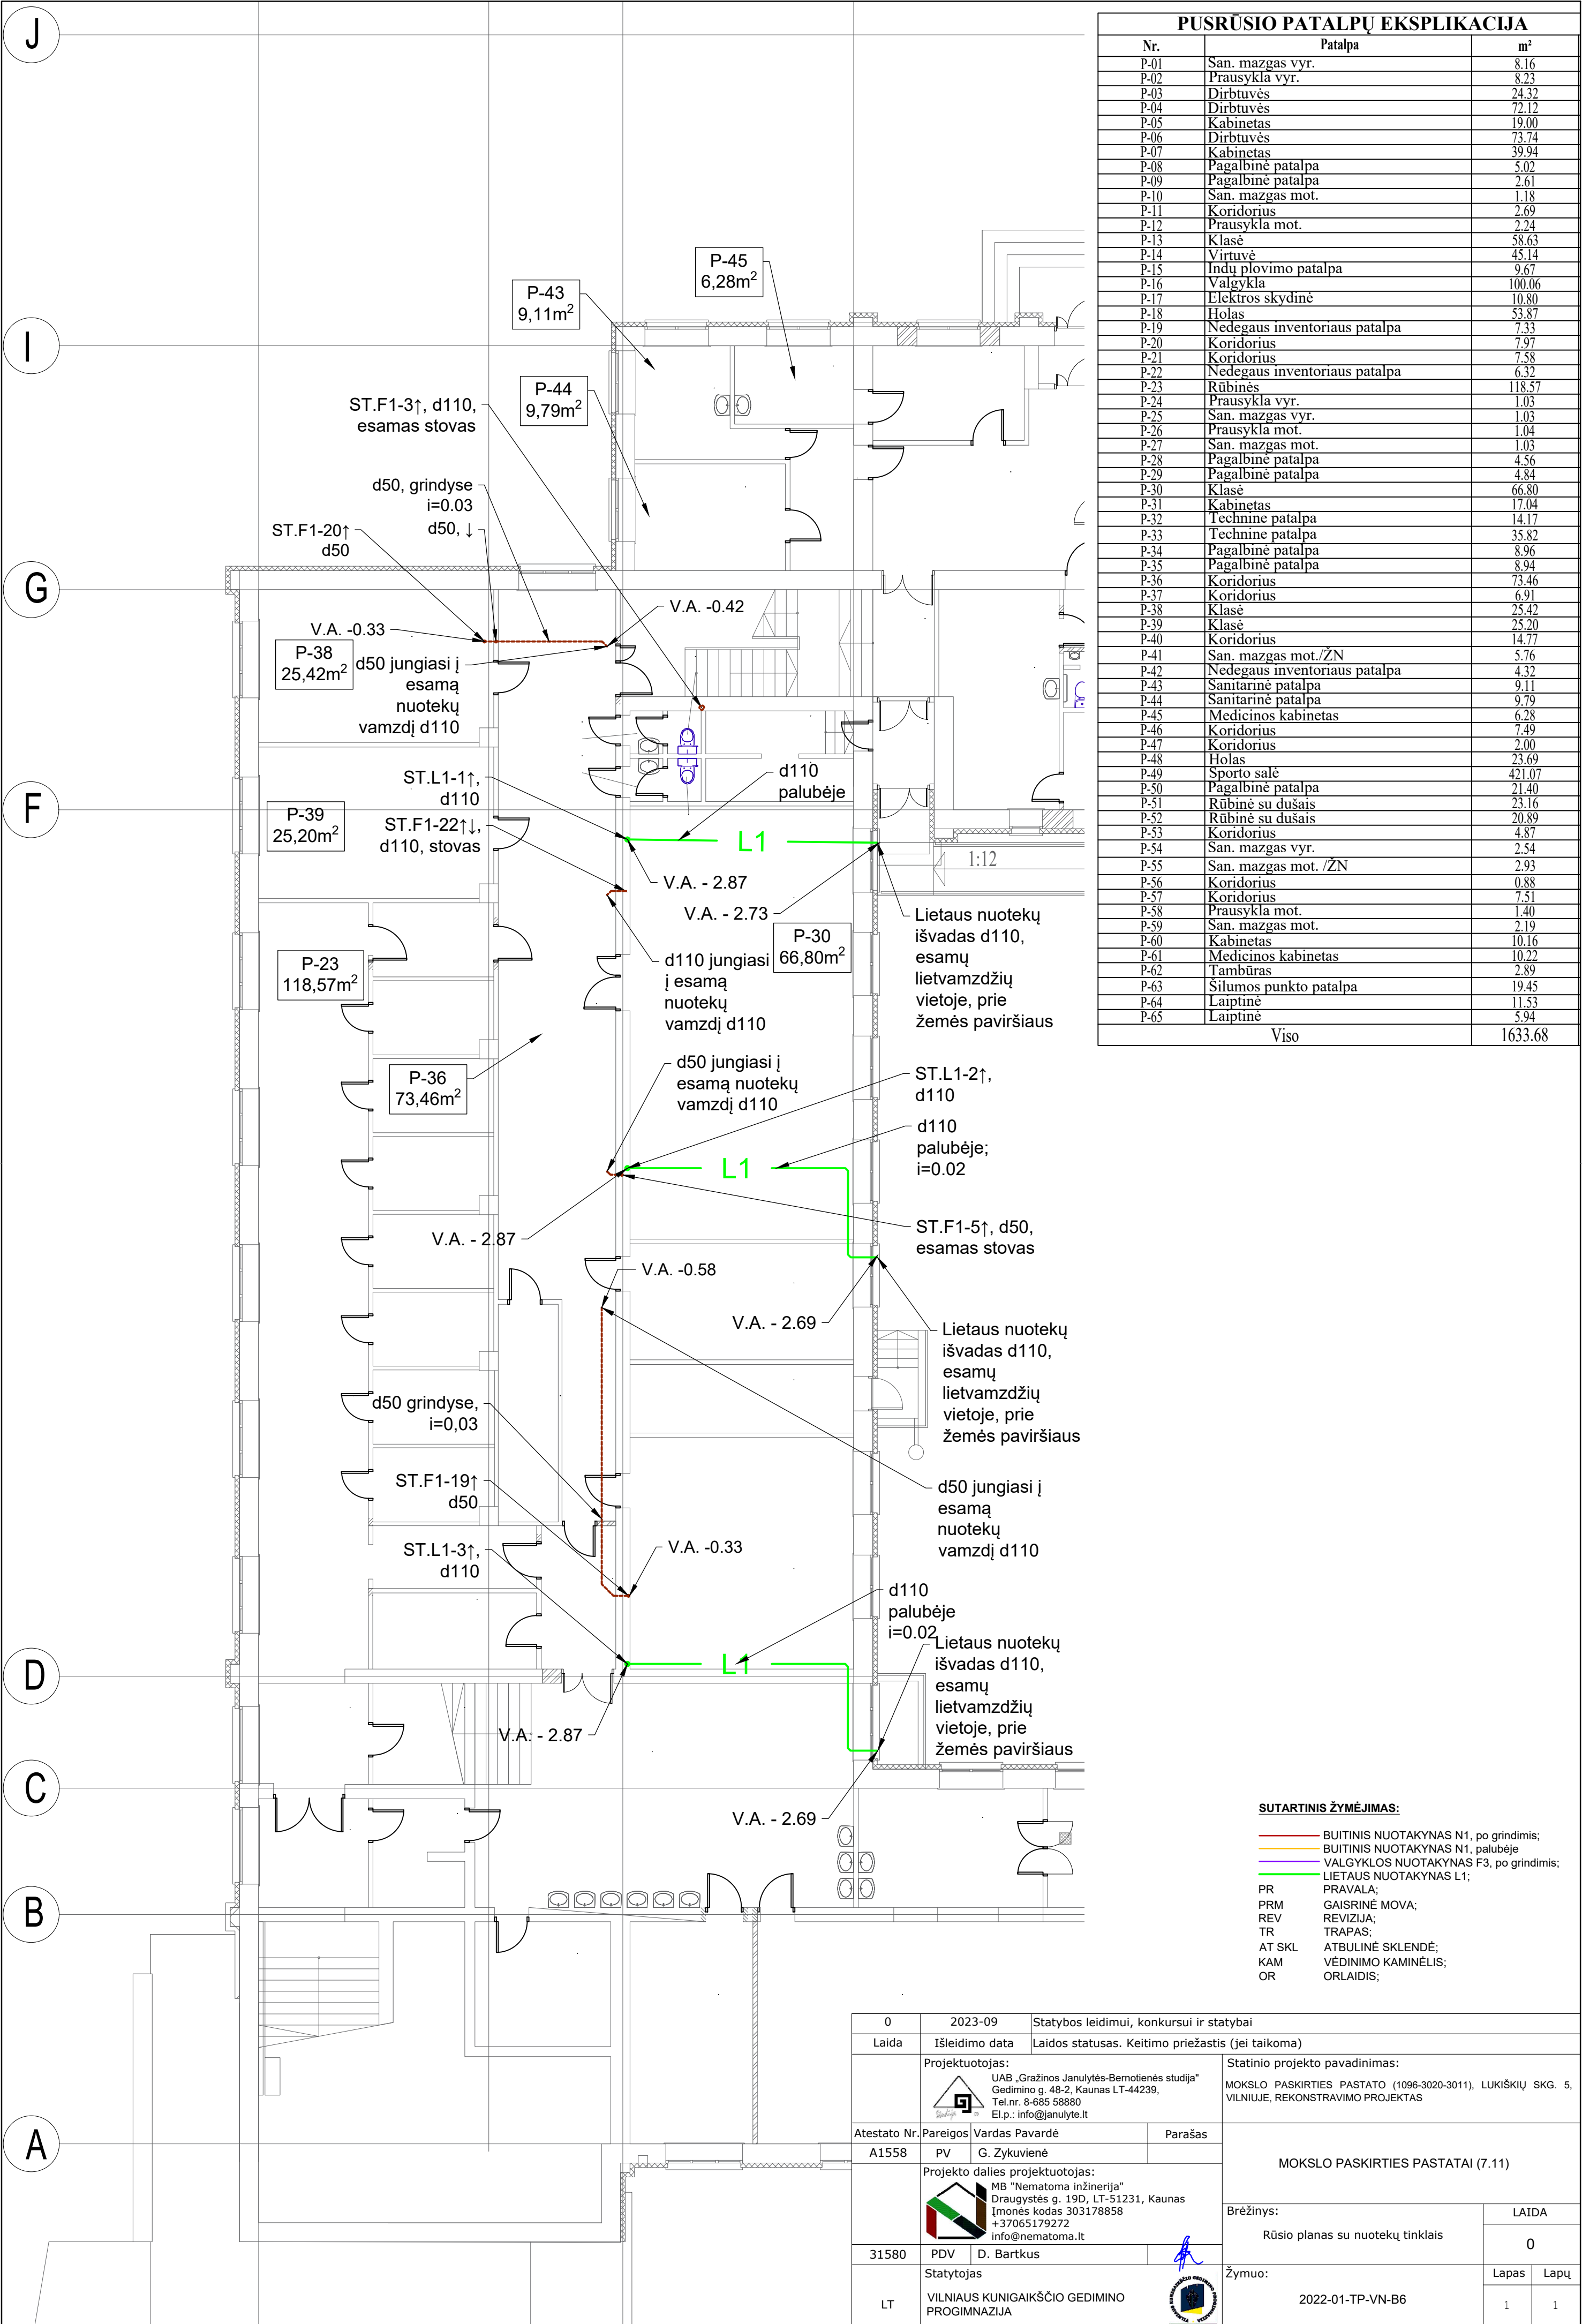 PUSRŪSIO PATALPŲ EKSPLIKACIJA
Nr. Patalpa m²
P-01 San. mazgas vyr. 8.16
P-02 Prausykla vyr. 8.23
P-03 Dirbtuvės 24.32
P-04 Dirbtuvės 72.12
P-05 Kabinetas 19.00
P-06 Dirbtuvės 73.74
P-07 Kabinetas 39.94
P-08 Pagalbinė patalpa 5.02
P-09 Pagalbinė patalpa 2.61
P-10 San. mazgas mot. 1.18
P-11 Koridorius 2.69
P-12 Prausykla mot. 2.24
P-13 Klasė 58.63
P-14 Virtuvė 45.14
P-15 Indų plovimo patalpa 9.67
P-16 Valgykla 100.06
P-17 Elektros skydinė 10.80
P-18 Holas 53.87
P-19 Nedegaus inventoriaus patalpa 7.33
P-20 Koridorius 7.97
P-21 Koridorius 7.58
P-22 Nedegaus inventoriaus patalpa 6.32
P-23 Rūbinės 118.57
P-24 Prausykla vyr. 1.03
P-25 San. mazgas vyr. 1.03
P-26 Prausykla mot. 1.04
P-27 San. mazgas mot. 1.03
P-28 Pagalbinė patalpa 4.56
P-29 Pagalbinė patalpa 4.84
P-30 Klasė 66.80
P-31 Kabinetas 17.04
P-32 Technine patalpa 14.17
P-33 Technine patalpa 35.82
P-34 Pagalbinė patalpa 8.96
P-35 Pagalbinė patalpa 8.94
P-36 Koridorius 73.46
P-37 Koridorius 6.91
P-38 Klasė 25.42
P-39 Klasė 25.20
P-40 Koridorius 14.77
P-41 San. mazgas mot./ŽN 5.76
P-42 Nedegaus inventoriaus patalpa 4.32
P-43 Sanitarinė patalpa 9.11
P-44 Sanitarinė patalpa 9.79
P-45 Medicinos kabinetas 6.28
P-46 Koridorius 7.49
P-47 Koridorius 2.00
P-48 Holas 23.69
P-49 Sporto salė 421.07
P-50 Pagalbinė patalpa 21.40
P-51 Rūbinė su dušais 23.16
P-52 Rūbinė su dušais 20.89
P-53 Koridorius 4.87
P-54 San. mazgas vyr. 2.54
P-55 San. mazgas mot. /ŽN 2.93
P-56 Koridorius 0.88
P-57 Koridorius 7.51
P-58 Prausykla mot. 1.40
P-59 San. mazgas mot. 2.19
P-60 Kabinetas 10.16
P-61 Medicinos kabinetas 10.22
P-62 Tambūras 2.89
P-63 Šilumos punkto patalpa 19.45
P-64 Laiptinė 11.53
P-65 Laiptinė 5.94
Viso 1633.68
J
I
G
F
D
C
B
A
P-45
6,28m²
P-43
9,11m²
P-44
9,79m²
ST.F1-3↑, d110,
esamas stovas
d50, grindyse
i=0.03
d50, ↓
ST.F1-20↑
d50
V.A. -0.42
V.A. -0.33
P-38
25,42m²
d50 jungiasi į
esamą
nuotekų
vamzdį d110
ST.L1-1↑,
d110
d110
palubėje
P-39
25,20m²
ST.F1-22↑↓,
d110, stovas
L1
1:12
V.A. - 2.87
V.A. - 2.73
Lietaus nuotekų
išvadas d110,
esamų
lietvamzdžių
vietoje, prie
žemės paviršiaus
P-30
66,80m²
P-23
118,57m²
d110 jungiasi
į esamą
nuotekų
vamzdį d110
P-36
73,46m²
d50 jungiasi į
esamą nuotekų
vamzdį d110
ST.L1-2↑,
d110
d110
palubėje;
i=0.02
L1
ST.F1-5↑, d50,
esamas stovas
V.A. - 2.87
V.A. -0.58
V.A. - 2.69
Lietaus nuotekų
išvadas d110,
esamų
lietvamzdžių
vietoje, prie
žemės paviršiaus
d50 grindyse,
i=0,03
ST.F1-19↑
d50
d50 jungiasi į
esamą
nuotekų
vamzdį d110
ST.L1-3↑,
d110
V.A. -0.33
d110
palubėje
i=0.02
L1
Lietaus nuotekų
išvadas d110,
esamų
lietvamzdžių
vietoje, prie
žemės paviršiaus
V.A. - 2.87
V.A. - 2.69
SUTARTINIS ŽYMĖJIMAS:
BUITINIS NUOTAKYNAS N1, po grindimis;
BUITINIS NUOTAKYNAS N1, palubėje
VALGYKLOS NUOTAKYNAS F3, po grindimis;
LIETAUS NUOTAKYNAS L1;
PR PRAVALA;
PRM GAISRINĖ MOVA;
REV REVIZIJA;
TR TRAPAS;
AT SKL ATBULINĖ SKLENDĖ;
KAM VĖDINIMO KAMINĖLIS;
OR ORLAIDIS;
0 2023-09 Statybos leidimui, konkursui ir statybai
Laida Išleidimo data Laidos statusas. Keitimo priežastis (jei taikoma)
Projektuotojas:
UAB „Gražinos Janulytės-Bernotienės studija"
Gedimino g. 48-2, Kaunas LT-44239,
Tel.nr. 8-685 58880
El.p.: info@janulyte.lt
Statinio projekto pavadinimas:
MOKSLO PASKIRTIES PASTATO (1096-3020-3011), LUKIŠKIŲ SKG. 5,
VILNIUJE, REKONSTRAVIMO PROJEKTAS
Atestato Nr. Pareigos Vardas Pavardė Parašas
A1558 PV G. Zykuvienė
MOKSLO PASKIRTIES PASTATAI (7.11)
Projekto dalies projektuotojas:
MB "Nematoma inžinerija"
Draugystės g. 19D, LT-51231, Kaunas
Įmonės kodas 303178858
+37065179272
info@nematoma.lt
Brėžinys: LAIDA
Rūsio planas su nuotekų tinklais 0
31580 PDV D. Bartkus
Statytojas
LT VILNIAUS KUNIGAIKŠČIO GEDIMINO
PROGIMNAZIJA
Žymuo: Lapas Lapų
2022-01-TP-VN-B6 1 1